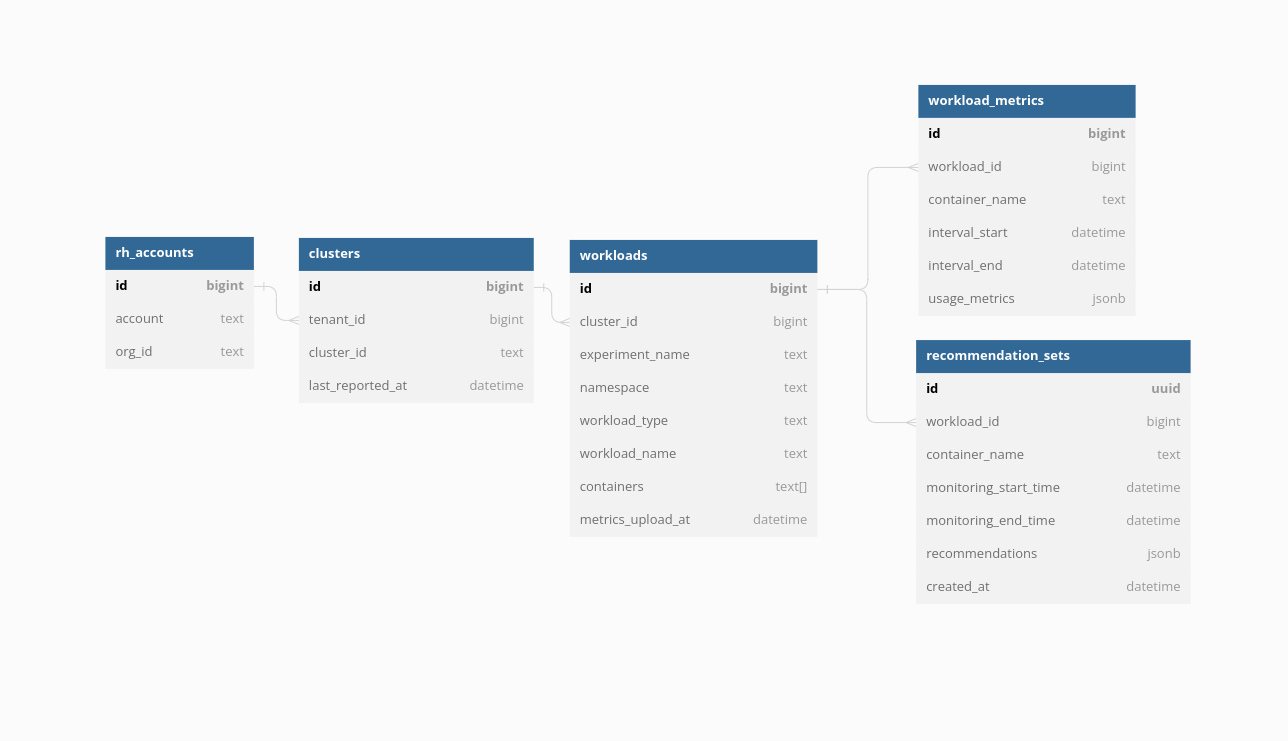 rh_accounts
id bigint
account text
org_id text
clusters
id bigint
tenant_id bigint
cluster_id text
last_reported_at datetime
workloads
id bigint
cluster_id bigint
experiment_name text
namespace text
workload_type text
workload_name text
containers text[]
metrics_upload_at datetime
workload_metrics
id bigint
workload_id bigint
container_name text
interval_start datetime
interval_end datetime
usage_metrics jsonb
recommendation_sets
id uuid
workload_id bigint
container_name text
monitoring_start_time datetime
monitoring_end_time datetime
recommendations jsonb
created_at datetime